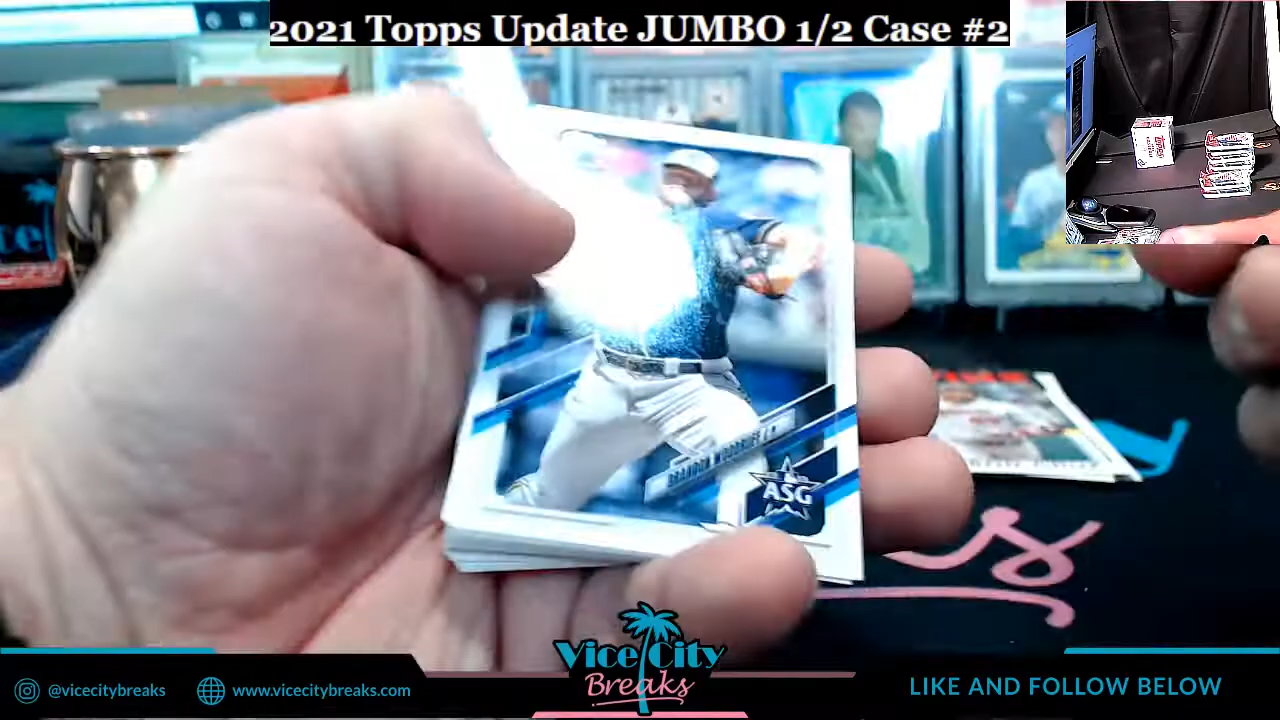 2021 Topps Update JUMBO 1/2 Case #2
BRANDON WOODRUFF
ASG
Vice City
Breaks
@vicecitybreaks
www.vicecitybreaks.com
LIKE AND FOLLOW BELOW